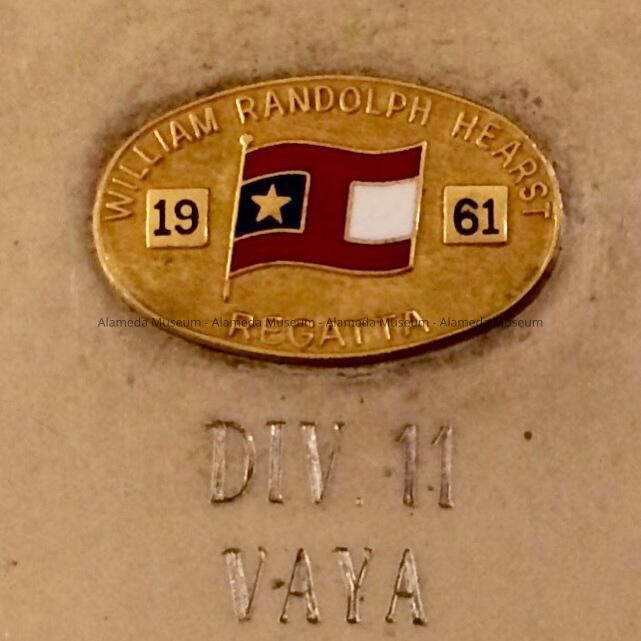 WILLIAM RANDOLPH HEARST
19 61
REGATTA
Alameda Museum - Alameda Museum - Alameda Museum - Alameda Museum
DIV. 11
VAYA